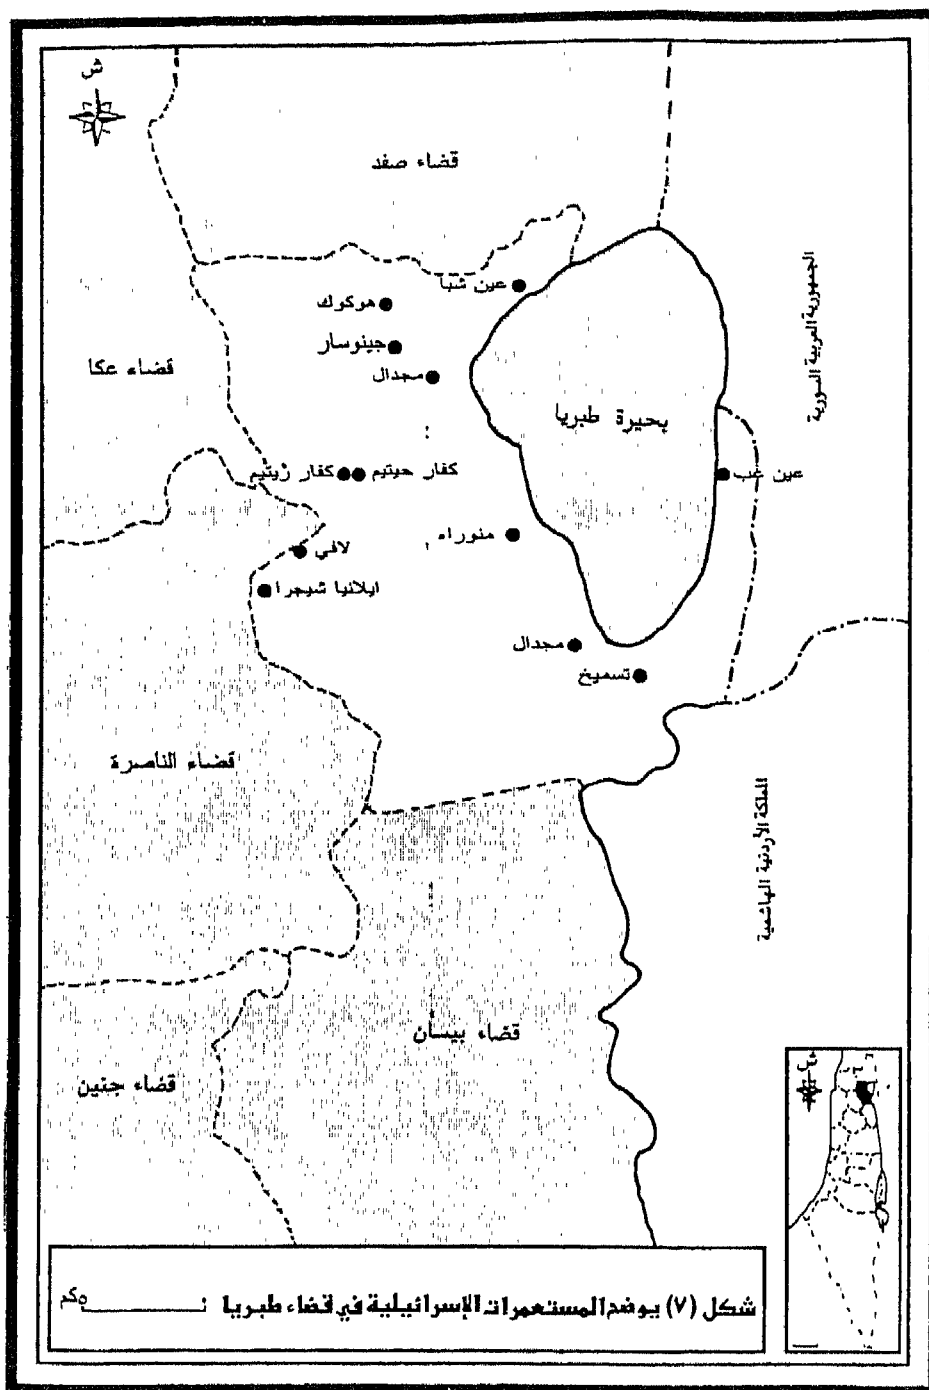 ش
قضاء صفد
الجمهورية العربية السورية
عين شبا
هوكوك
جينوسار
مجدال
قضاء عكا
بحيرة طبريا
كفار زيتيم
كفار حيتيم
عين غب
منوراه
لافي
ايلانيا شيجرا
مجدال
تسميخ
قضاء الناصرة
المملكة الأردنية الهاشمية
قضاء بيسان
قضاء جنين
ش
شكل (٧) يوضح المستعمرات الإسرائيلية في قضاء طبريا
٥كم